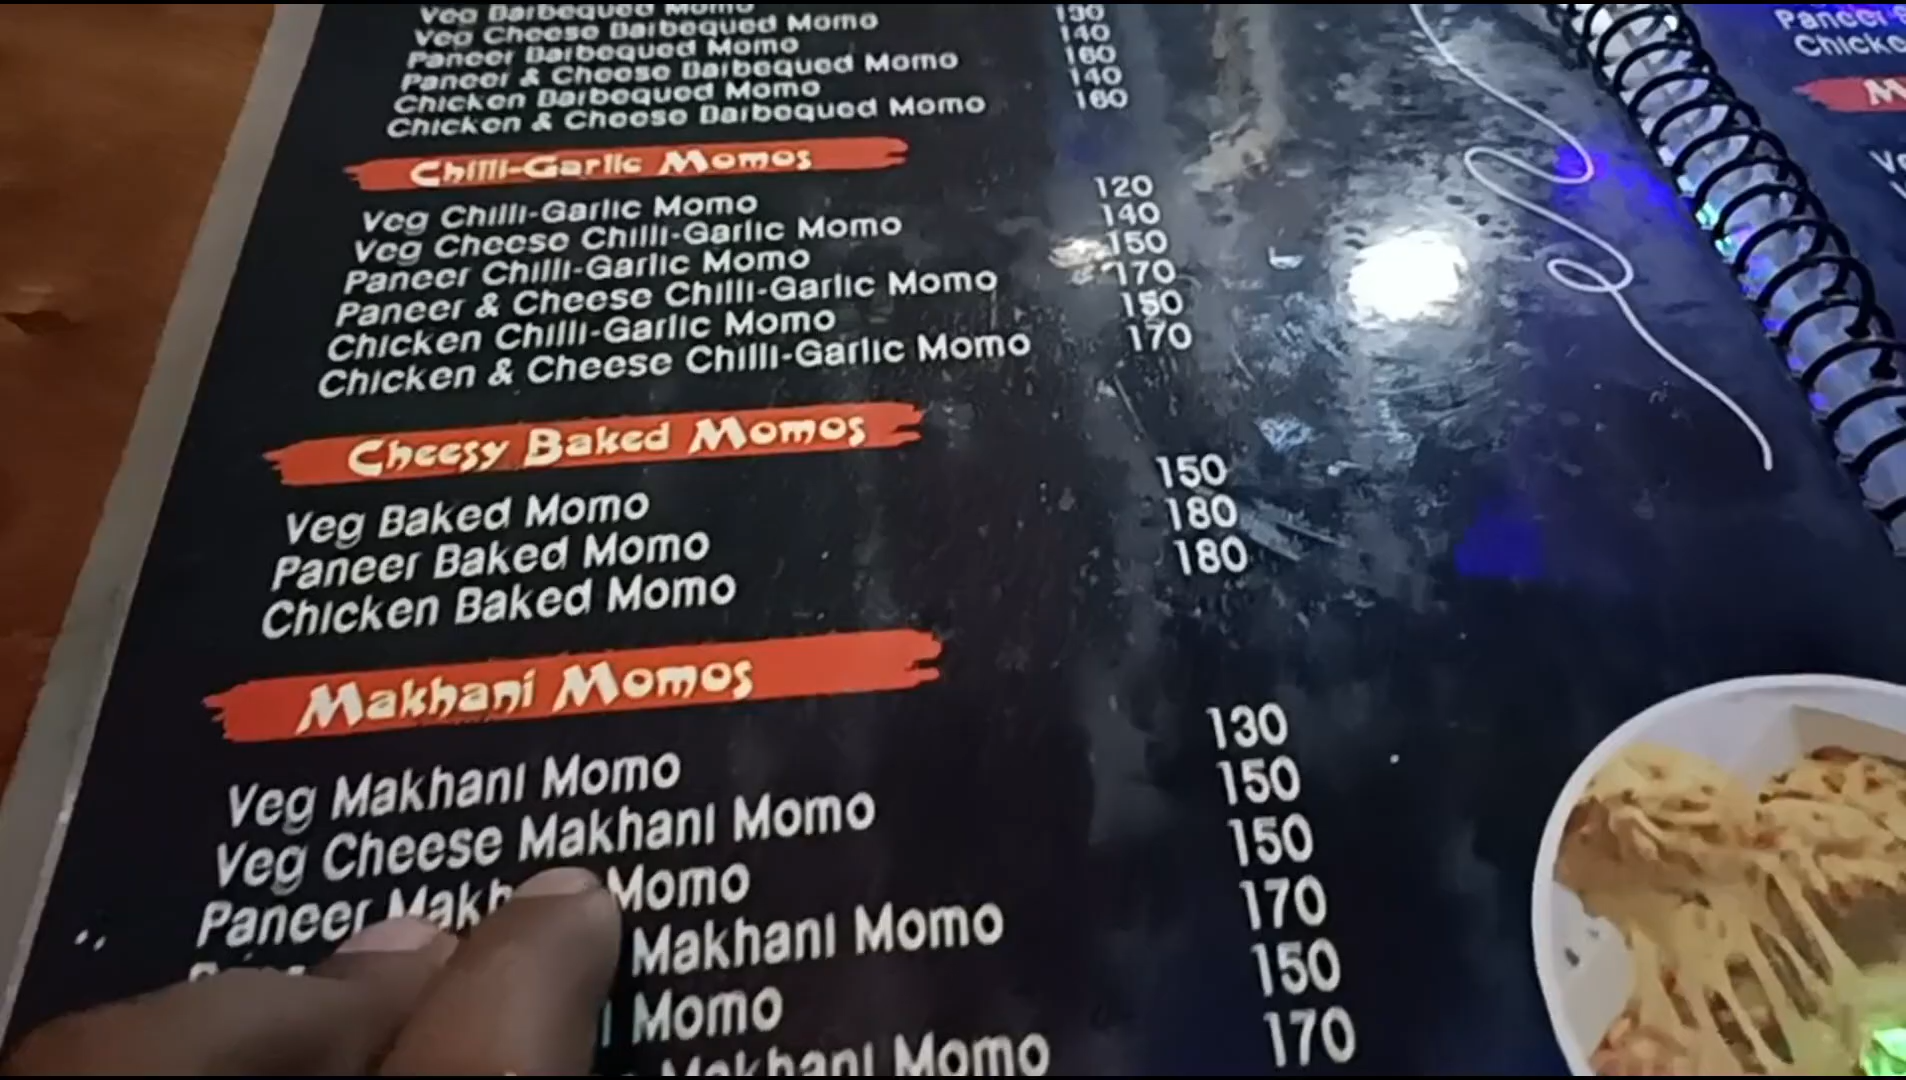 Veg Barbequed Momo 130
Veg Cheese Barbequed Momo 140
Paneer Barbequed Momo 160
Paneer & Cheese Barbequed Momo 140
Chicken Barbequed Momo 160
Chicken & Cheese Barbequed Momo
Chilli-Garlic Momos
Veg Chilli-Garlic Momo 120
Veg Cheese Chilli-Garlic Momo 140
Paneer Chilli-Garlic Momo 150
Paneer & Cheese Chilli-Garlic Momo 170
Chicken Chilli-Garlic Momo 150
Chicken & Cheese Chilli-Garlic Momo 170
Cheesy Baked Momos
Veg Baked Momo 150
Paneer Baked Momo 180
Chicken Baked Momo 180
Makhani Momos
Veg Makhani Momo 130
Veg Cheese Makhani Momo 150
Paneer Momo 150
Makhani Momo 170
Momo 150
Makhani Momo 170
Paneer